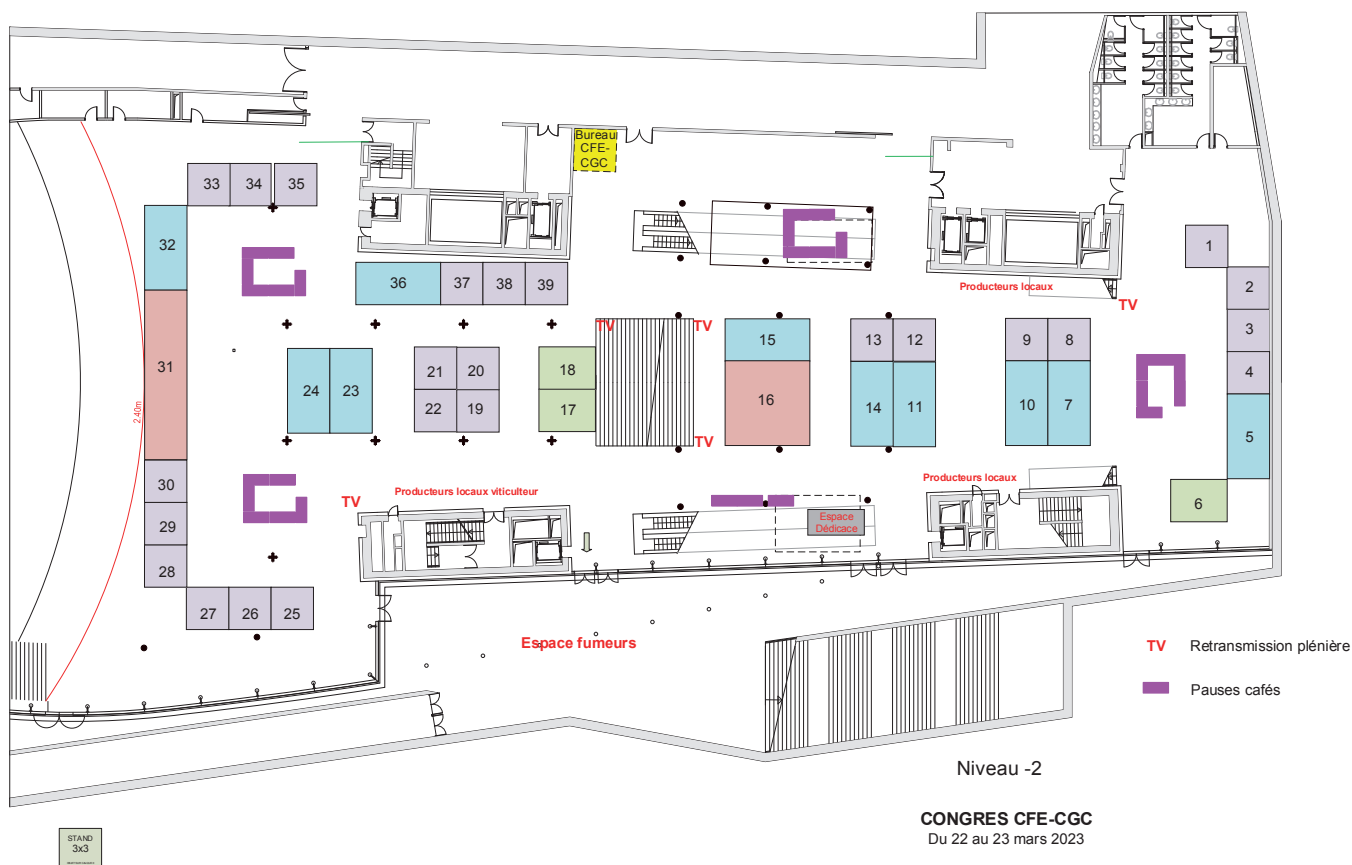 Bureau
CFE-
CGC
33
34
35
32
1
36
37
38
39
2
Producteurs locaux
TV
3
TV
TV
15
13
12
9
8
31
24
23
21
20
18
4
22
19
17
16
14
11
10
7
5
2.40m
TV
30
Producteurs locaux viticulteur
Producteurs locaux
TV
6
29
Espace
Dédicace
28
27
26
25
Espace fumeurs
TV Retransmission plénière
Pauses cafés
Niveau -2
CONGRES CFE-CGC
Du 22 au 23 mars 2023
STAND
3x3